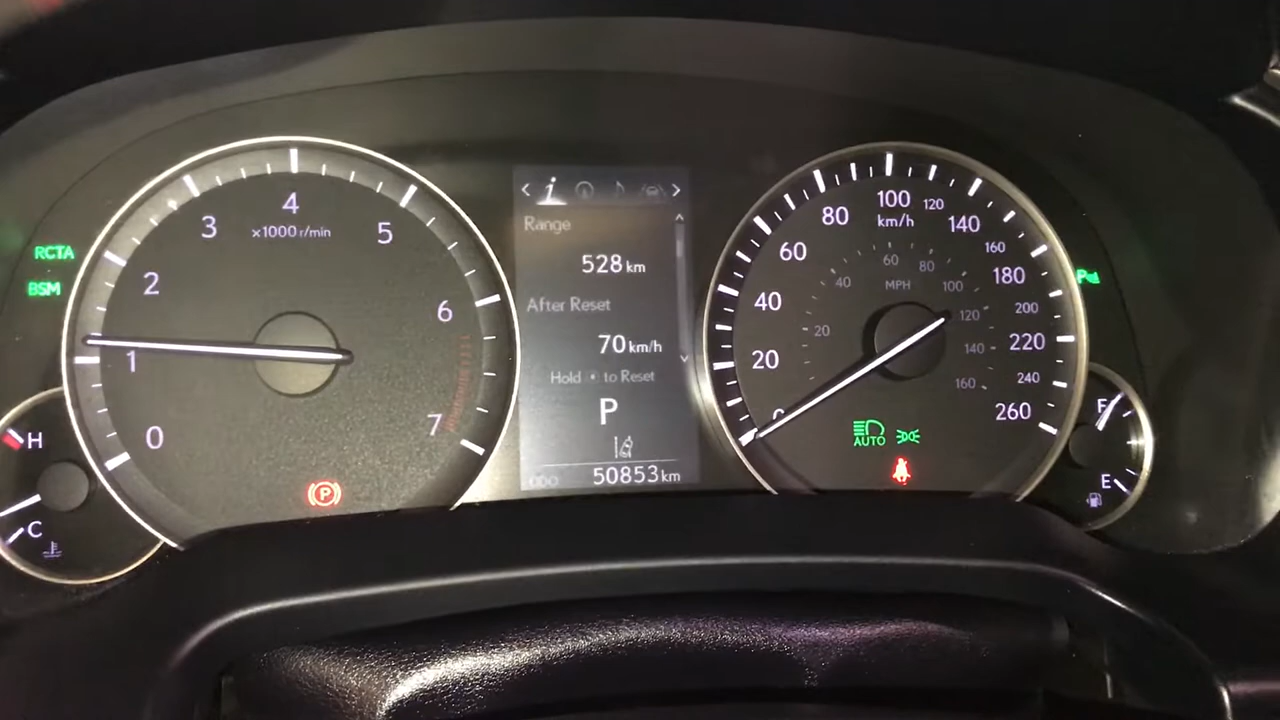 RCTA
BSM
0
1
2
3
4
5
6
7
x1000 r/min
H
C
P
i
Range
528 km
After Reset
70 km/h
Hold to Reset
P
ODO 50853 km
0
20
40
60
80
100
120
140
160
180
200
220
240
260
km/h
20
40
60
80
100
120
140
160
MPH
AUTO
P
F
E